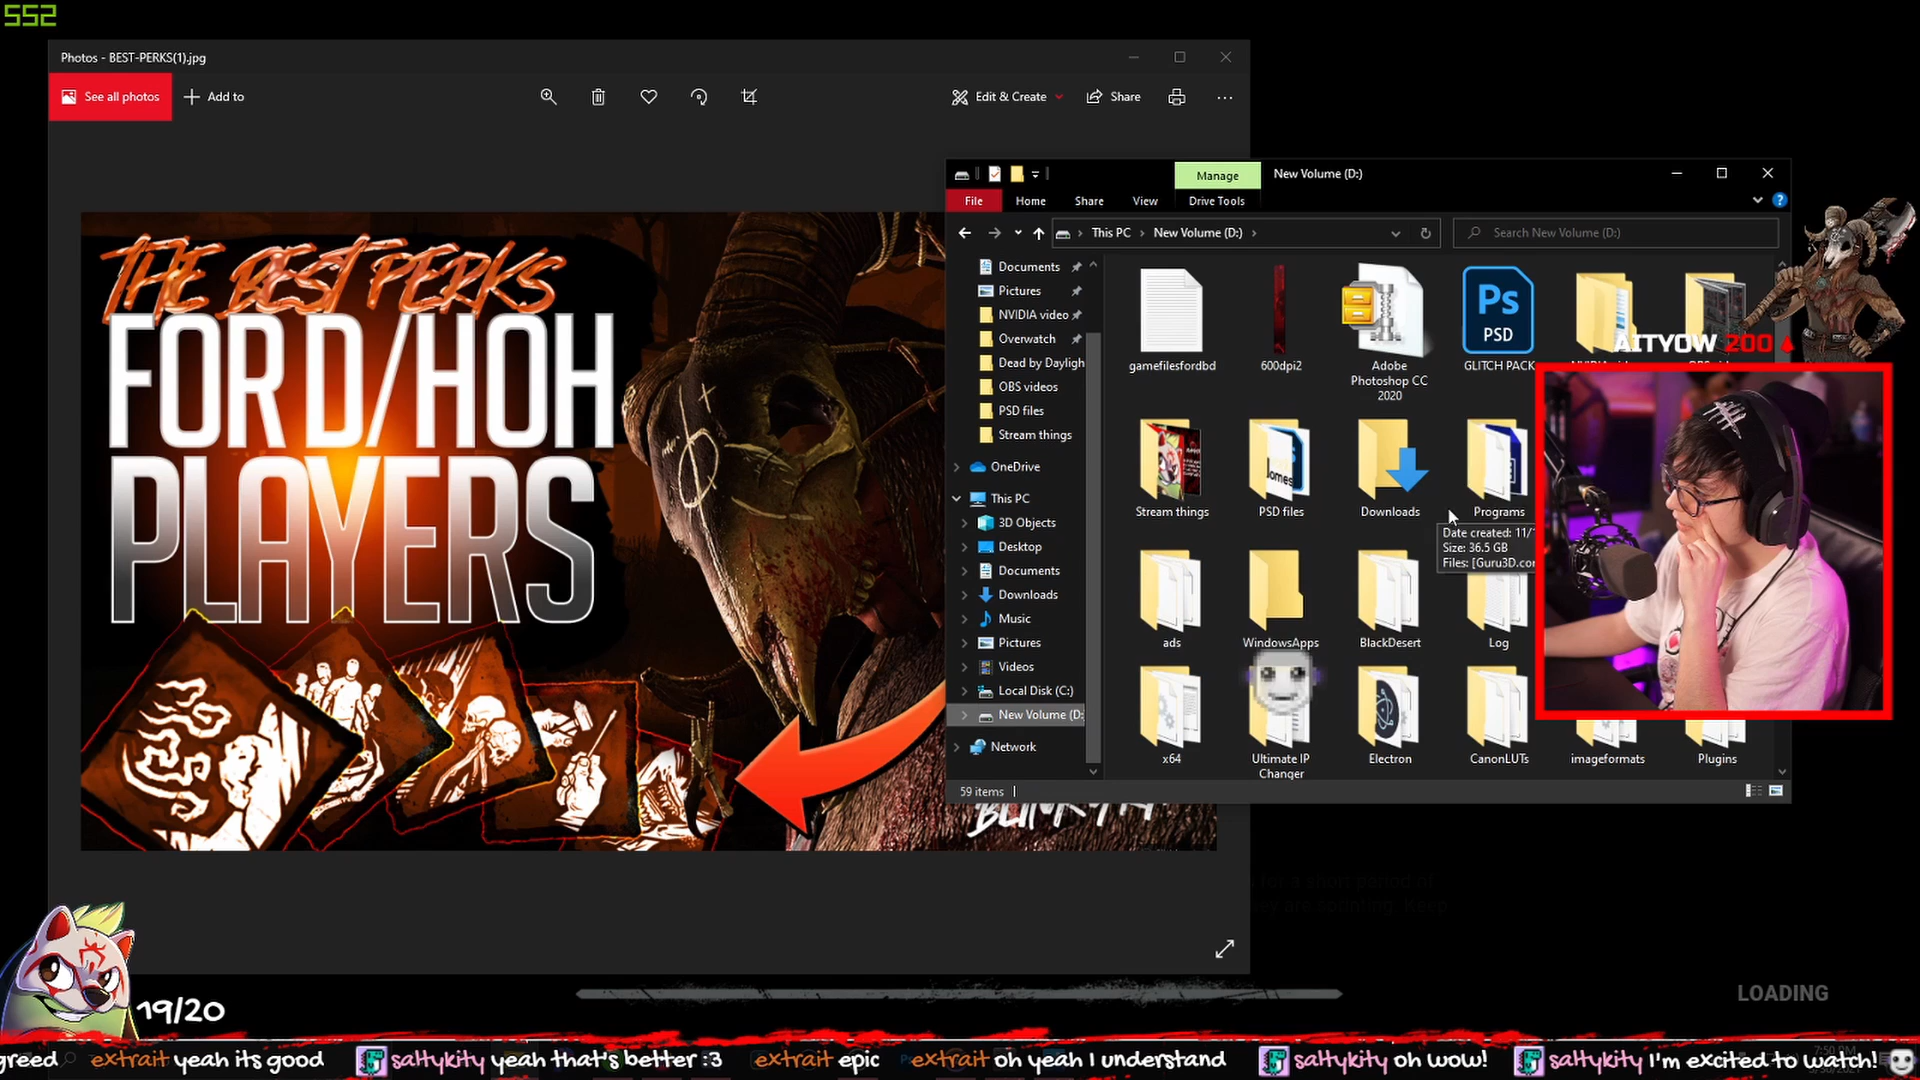 552
Photos - BEST-PERKS(1).jpg
See all photos
Add to
Edit & Create
Share
THE BEST PERKS
FOR D/HOH
PLAYERS
Manage
New Volume (D:)
File
Home
Share
View
Drive Tools
This PC
New Volume (D:)
Search New Volume (D:)
Documents
Pictures
NVIDIA video
Overwatch
Dead by Dayligh
OBS videos
PSD files
Stream things
OneDrive
This PC
3D Objects
Desktop
Documents
Downloads
Music
Pictures
Videos
Local Disk (C:)
New Volume (D:
Network
gamefilesfordbd
600dpi2
Adobe
Photoshop CC
2020
Ps
PSD
GLITCH PACK
Stream things
PSD files
Downloads
Programs
Date created: 11/
Size: 36.5 GB
Files: [Guru3D.co
ads
WindowsApps
BlackDesert
Log
x64
Ultimate IP
Changer
Electron
CanonLUTs
imageformats
Plugins
59 items
AITYOW 200
LOADING
19/20
greed extrait yeah its good saltykity yeah that's better :3 extrait epic extrait oh yeah I understand saltykity oh wow! saltykity I'm excited to watch!